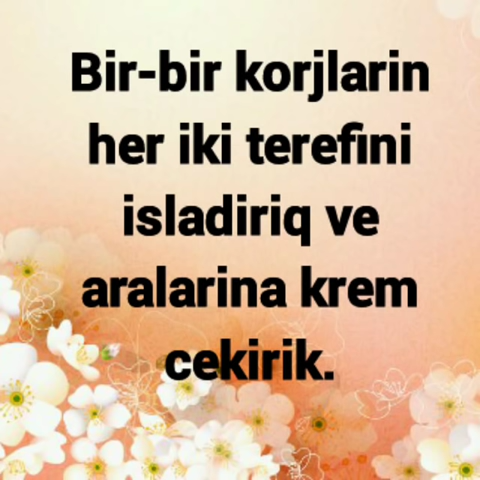 Bir-bir korjlarin
her iki terefini
isladiriq ve
aralarina krem
cekirik.